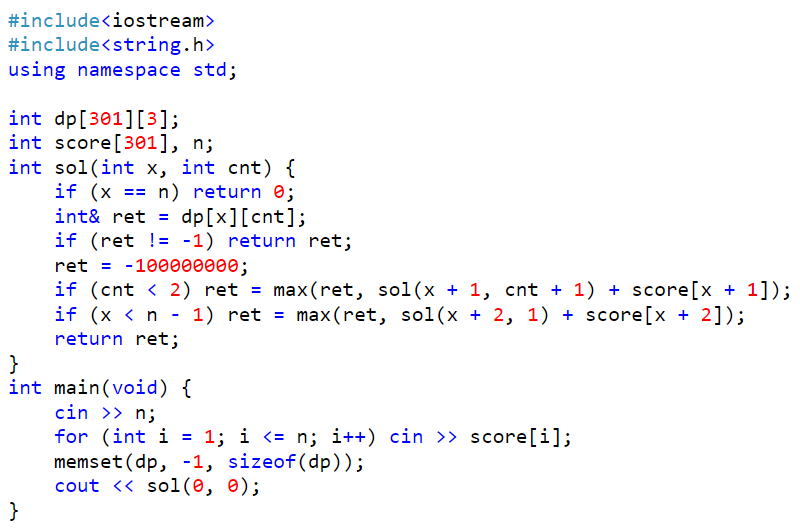 #include<iostream>
#include<string.h>
using namespace std;

int dp[301][3];
int score[301], n;
int sol(int x, int cnt) {
    if (x == n) return 0;
    int& ret = dp[x][cnt];
    if (ret != -1) return ret;
    ret = -100000000;
    if (cnt < 2) ret = max(ret, sol(x + 1, cnt + 1) + score[x + 1]);
    if (x < n - 1) ret = max(ret, sol(x + 2, 1) + score[x + 2]);
    return ret;
}
int main(void) {
    cin >> n;
    for (int i = 1; i <= n; i++) cin >> score[i];
    memset(dp, -1, sizeof(dp));
    cout << sol(0, 0);
}